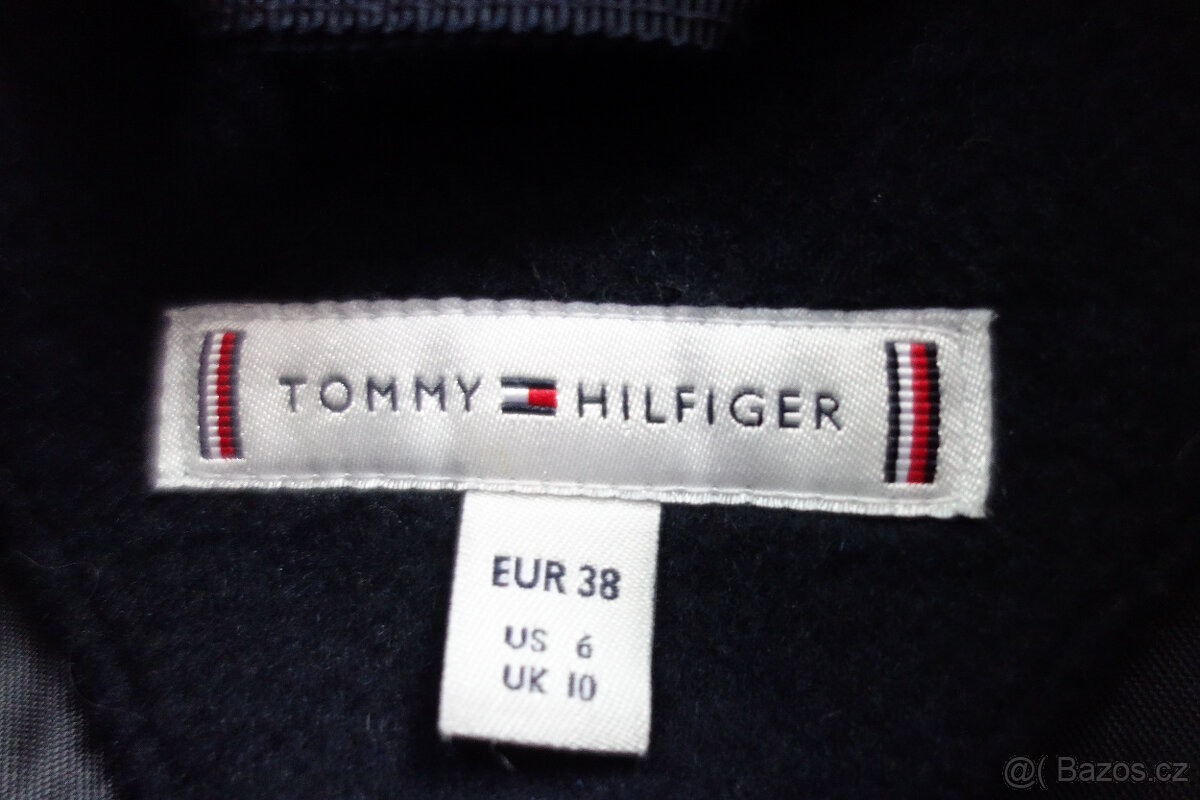 TOMMY HILFIGER
EUR 38
US 6
UK 10
@( Bazos.cz